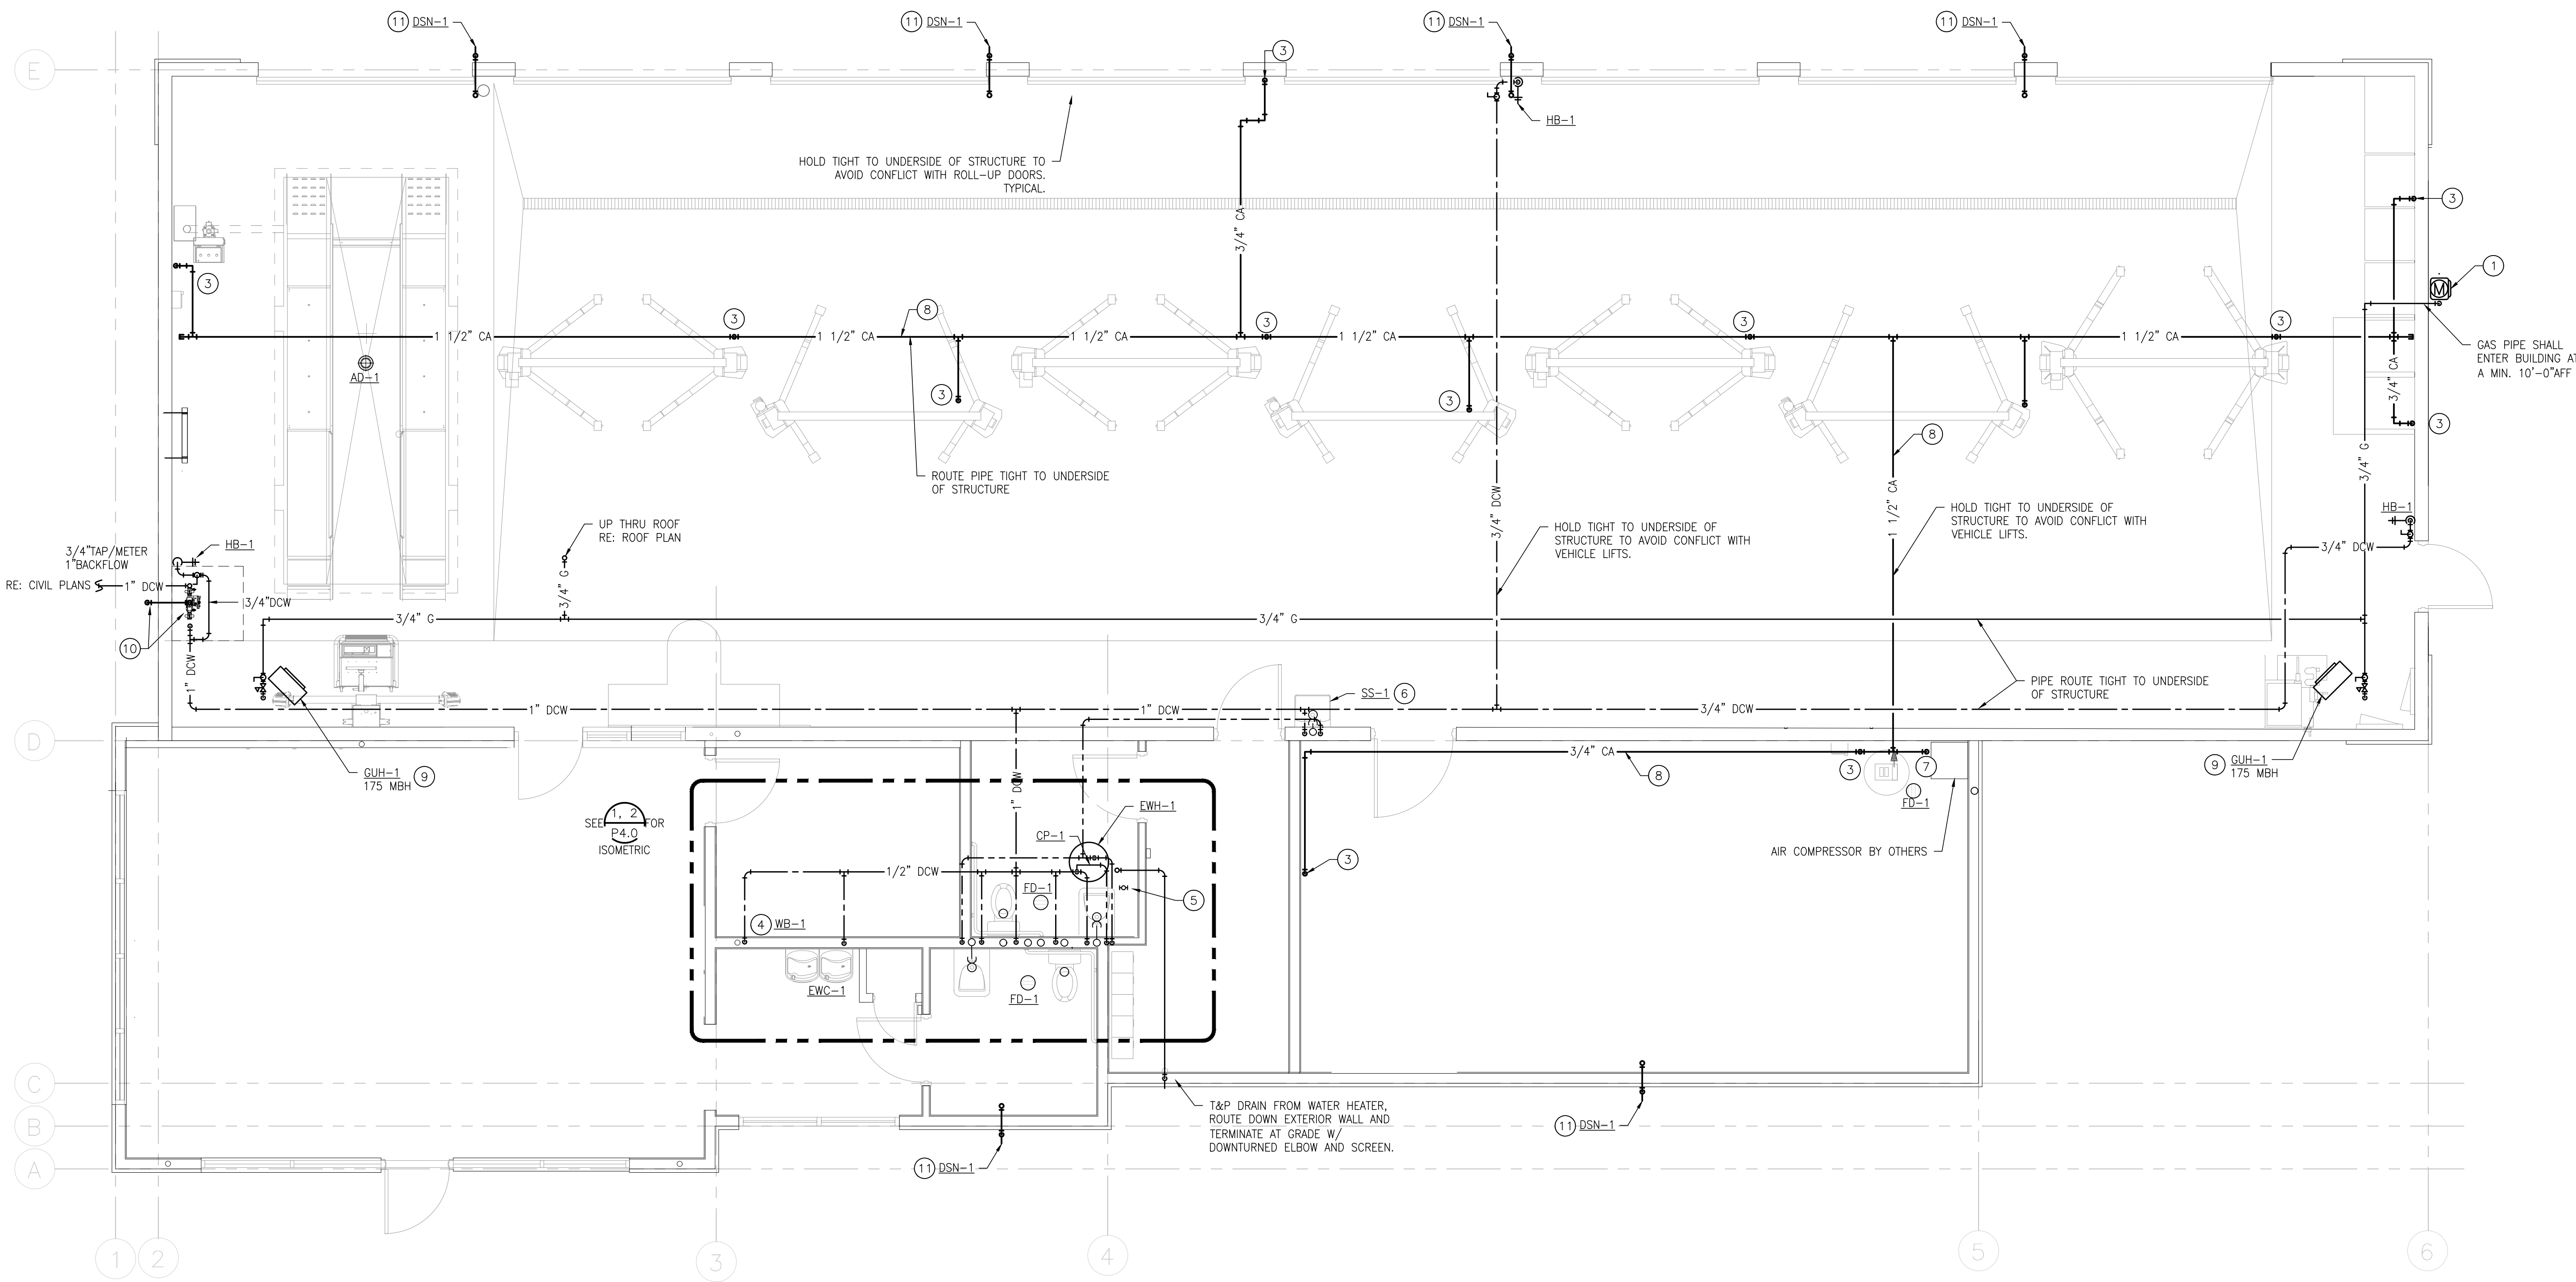 11 DSN-1
11 DSN-1
11 DSN-1
11 DSN-1
3
E
HB-1
HOLD TIGHT TO UNDERSIDE OF STRUCTURE TO
AVOID CONFLICT WITH ROLL-UP DOORS.
TYPICAL.
3/4" CA
3
1
M
3
3
8
3
3
3
1 1/2" CA
1 1/2" CA
1 1/2" CA
1 1/2" CA
1 1/2" CA
GAS PIPE SHALL
ENTER BUILDING AT
A MIN. 10'-0"AFF
AD-1
3/4" CA
3
3
3
8
3/4" G
ROUTE PIPE TIGHT TO UNDERSIDE
OF STRUCTURE
3/4" DCW
1 1/2" CA
HOLD TIGHT TO UNDERSIDE OF
STRUCTURE TO AVOID CONFLICT WITH
VEHICLE LIFTS.
HOLD TIGHT TO UNDERSIDE OF
STRUCTURE TO AVOID CONFLICT WITH
VEHICLE LIFTS.
HB-1
UP THRU ROOF
RE: ROOF PLAN
HB-1
3/4"TAP/METER
1"BACKFLOW
3/4" DCW
RE: CIVIL PLANS
1" DCW
3/4"DCW
3/4" G
3/4" G
3/4" G
10
1" DCW
SS-1 6
PIPE ROUTE TIGHT TO UNDERSIDE
OF STRUCTURE
1" DCW
1" DCW
3/4" DCW
D
3/4" CA
8
3
7
GUH-1 9
175 MBH
9 GUH-1
175 MBH
1" DCW
FD-1
EWH-1
SEE 1, 2 FOR
P4.0
ISOMETRIC
CP-1
AIR COMPRESSOR BY OTHERS
3
1/2" DCW
FD-1
5
4 WB-1
EWC-1
FD-1
C
T&P DRAIN FROM WATER HEATER,
ROUTE DOWN EXTERIOR WALL AND
TERMINATE AT GRADE W/
DOWNTURNED ELBOW AND SCREEN.
B
11 DSN-1
A
11 DSN-1
1
2
3
4
5
6